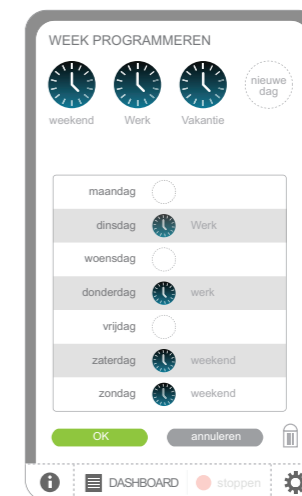 WEEK PROGRAMMEREN
nieuwe
dag
weekend Werk Vakantie
maandag
dinsdag Werk
woensdag
donderdag werk
vrijdag
zaterdag weekend
zondag weekend
OK annuleren
i DASHBOARD stoppen